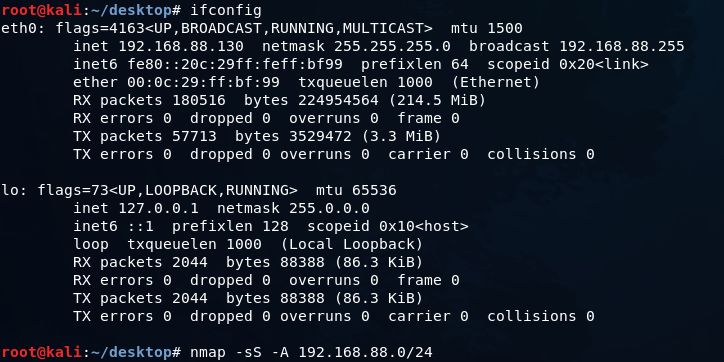 root@kali:~/desktop# ifconfig
eth0: flags=4163<UP,BROADCAST,RUNNING,MULTICAST>  mtu 1500
        inet 192.168.88.130  netmask 255.255.255.0  broadcast 192.168.88.255
        inet6 fe80::20c:29ff:feff:bf99  prefixlen 64  scopeid 0x20<link>
        ether 00:0c:29:ff:bf:99  txqueuelen 1000  (Ethernet)
        RX packets 180516  bytes 224954564 (214.5 MiB)
        RX errors 0  dropped 0  overruns 0  frame 0
        TX packets 57713  bytes 3529472 (3.3 MiB)
        TX errors 0  dropped 0 overruns 0  carrier 0  collisions 0

lo: flags=73<UP,LOOPBACK,RUNNING>  mtu 65536
        inet 127.0.0.1  netmask 255.0.0.0
        inet6 ::1  prefixlen 128  scopeid 0x10<host>
        loop  txqueuelen 1000  (Local Loopback)
        RX packets 2044  bytes 88388 (86.3 KiB)
        RX errors 0  dropped 0  overruns 0  frame 0
        TX packets 2044  bytes 88388 (86.3 KiB)
        TX errors 0  dropped 0 overruns 0  carrier 0  collisions 0

root@kali:~/desktop# nmap -sS -A 192.168.88.0/24